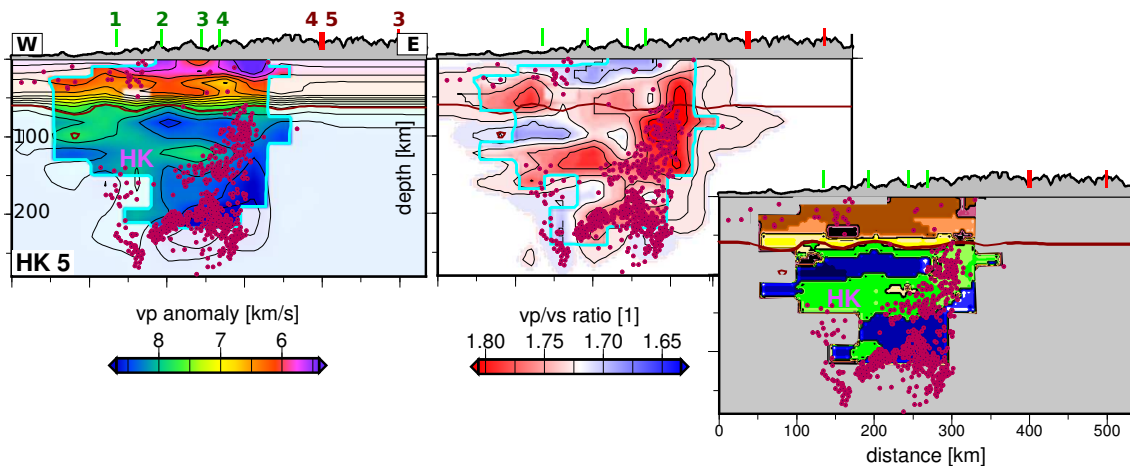 1 2 3 4 4 5 3
W E
100
200
depth [km]
HK
HK 5
HK
vp anomaly [km/s]
8 7 6
vp/vs ratio [1]
1.80 1.75 1.70 1.65
0 100 200 300 400 500
distance [km]